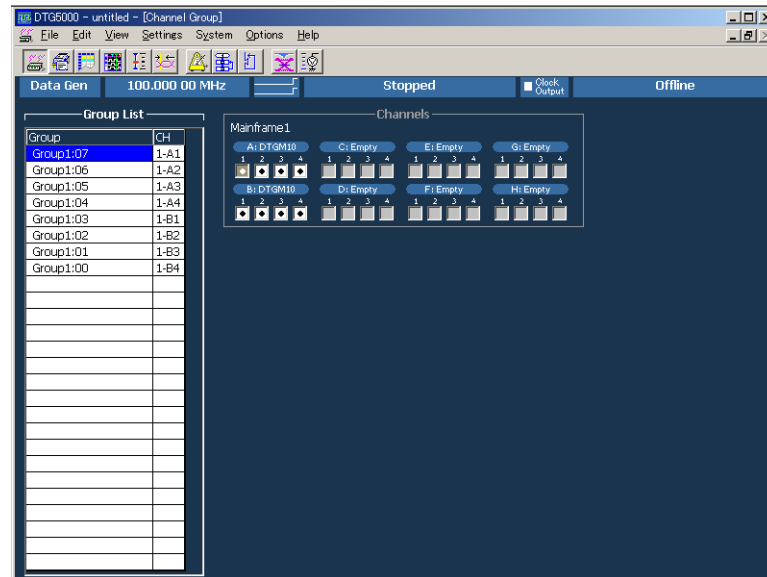 DTG5000 - untitled - [Channel Group]
File Edit View Settings System Options Help
Data Gen 100.000 00 MHz Stopped Clock Output Offline
Group List
Group CH
Group1:07 1-A1
Group1:06 1-A2
Group1:05 1-A3
Group1:04 1-A4
Group1:03 1-B1
Group1:02 1-B2
Group1:01 1-B3
Group1:00 1-B4
Channels
Mainframe1
A: DTGM10 C: Empty E: Empty G: Empty
1 2 3 4 1 2 3 4 1 2 3 4 1 2 3 4
B: DTGM10 D: Empty F: Empty H: Empty
1 2 3 4 1 2 3 4 1 2 3 4 1 2 3 4